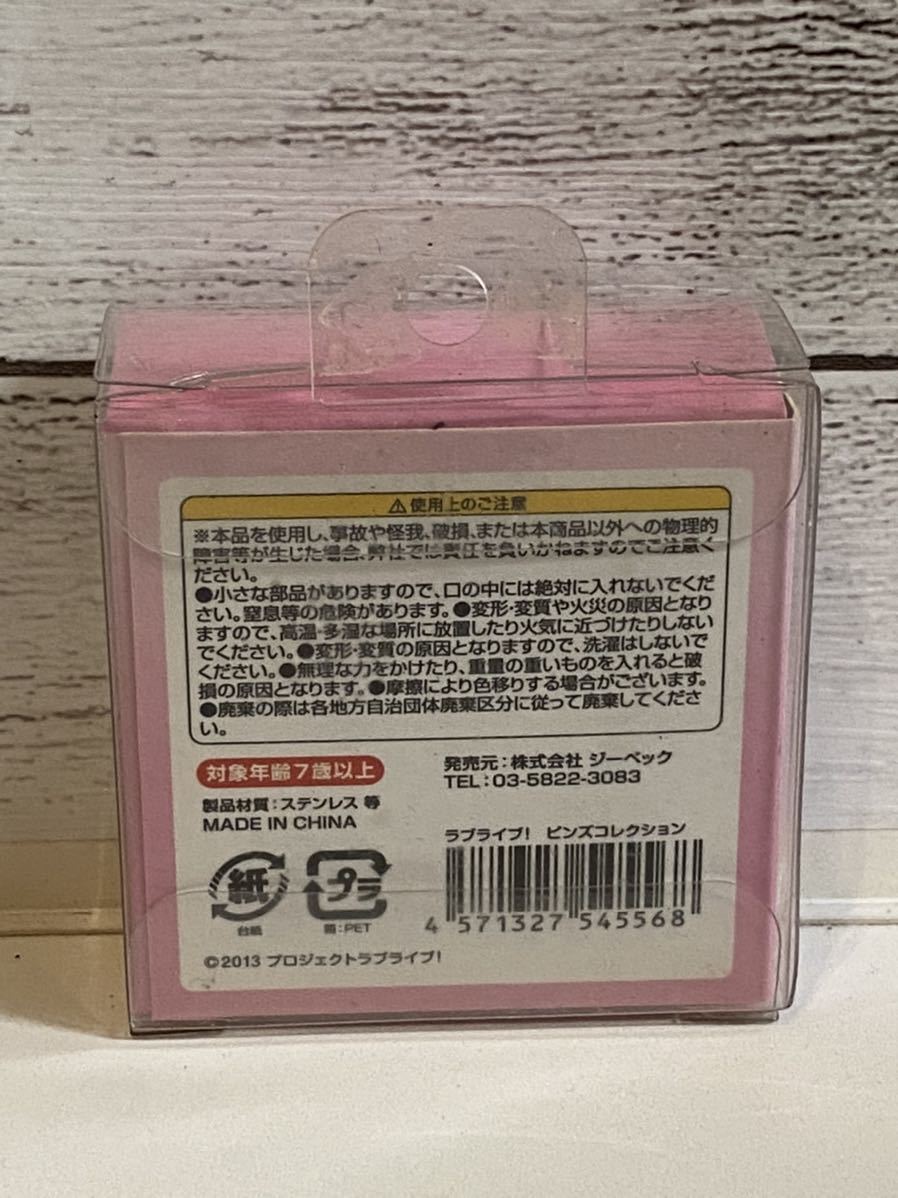 ⚠使用上のご注意
※本品を使用し、事故や怪我、破損、または本商品以外への物理的
障害等が生じた場合、弊社では責任を負いかねますのでご注意く
ださい。
●小さな部品がありますので、口の中には絶対に入れないでくだ
さい。窒息等の危険があります。●変形・変質や火災の原因となり
ますので、高温・多湿な場所に放置したり火気に近づけたりしない
でください。●変形・変質の原因となりますので、洗濯はしないで
ください。●無理な力をかけたり、重量の重いものを入れると破
損の原因となります。●摩擦により色移りする場合がございます。
●廃棄の際は各地方自治団体廃棄区分に従って廃棄してくださ
い。
対象年齢7歳以上
製品材質：ステンレス 等
MADE IN CHINA
発売元：株式会社 ジーベック
TEL：03-5822-3083
ラブライブ! ピンズコレクション
紙
台紙
プラ
箱：PET
4 571327 545568
©2013 プロジェクトラブライブ!